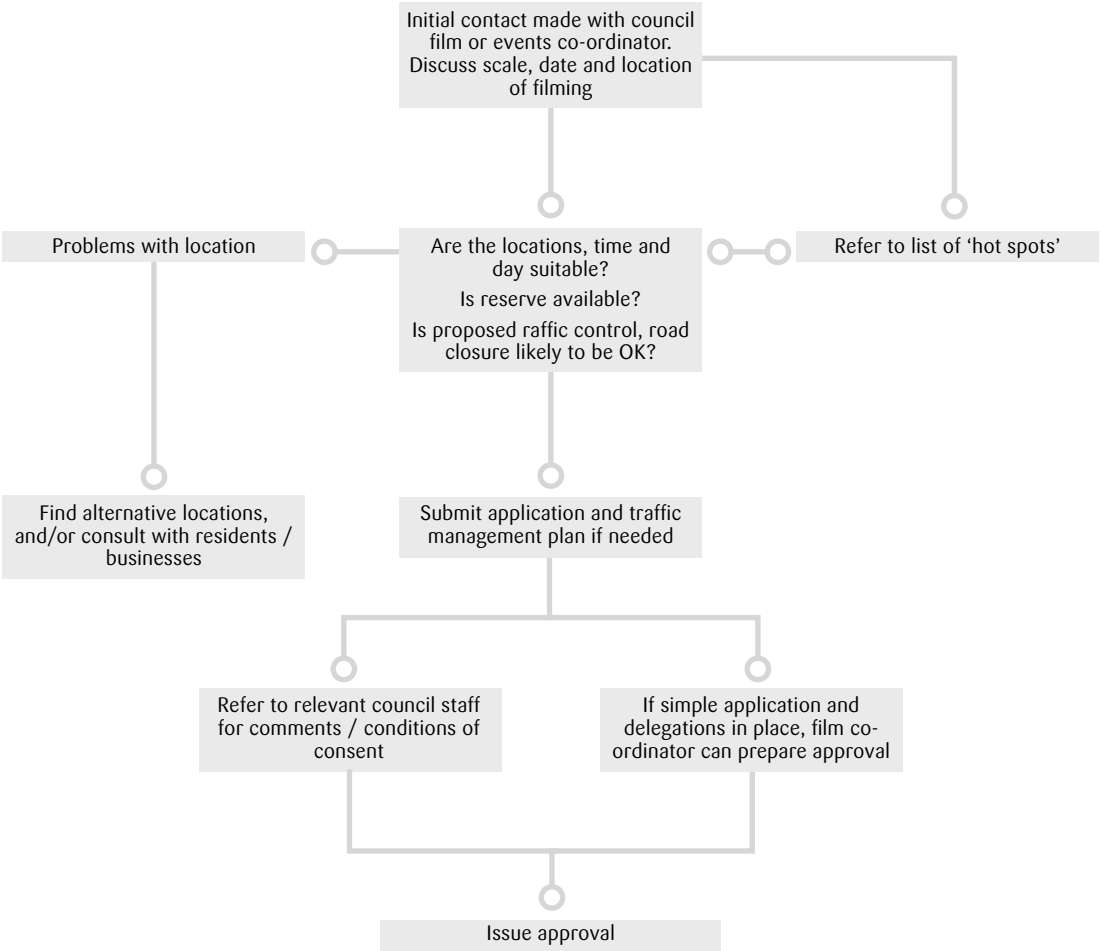 Initial contact made with council
film or events co-ordinator.
Discuss scale, date and location
of filming
Problems with location
Are the locations, time and
day suitable?
Is reserve available?
Is proposed raffic control, road
closure likely to be OK?
Refer to list of ‘hot spots’
Find alternative locations,
and/or consult with residents /
businesses
Submit application and traffic
management plan if needed
Refer to relevant council staff
for comments / conditions of
consent
If simple application and
delegations in place, film co-
ordinator can prepare approval
Issue approval